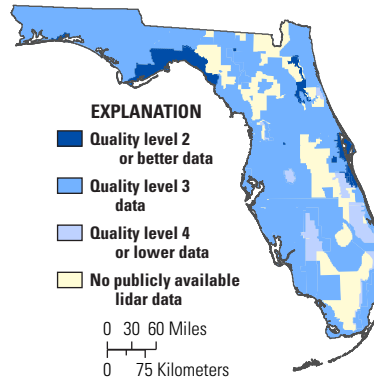 EXPLANATION
Quality level 2
or better data
Quality level 3
data
Quality level 4
or lower data
No publicly available
lidar data
0 30 60 Miles
0 75 Kilometers